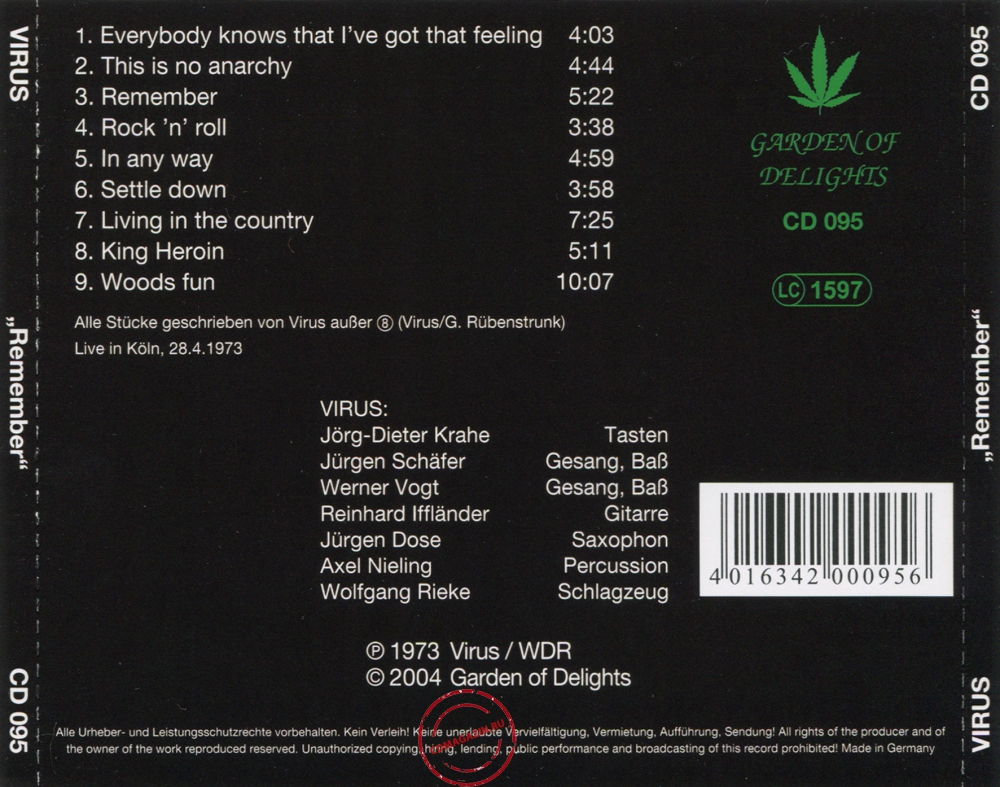 VIRUS
„Remember“
CD 095
1. Everybody knows that I’ve got that feeling 4:03
2. This is no anarchy 4:44
3. Remember 5:22
4. Rock ’n’ roll 3:38
5. In any way 4:59
6. Settle down 3:58
7. Living in the country 7:25
8. King Heroin 5:11
9. Woods fun 10:07
Alle Stücke geschrieben von Virus außer ⑧ (Virus/G. Rübenstrunk)
Live in Köln, 28.4.1973
GARDEN OF
DELIGHTS
CD 095
LC 1597
VIRUS:
Jörg-Dieter Krahe Tasten
Jürgen Schäfer Gesang, Baß
Werner Vogt Gesang, Baß
Reinhard Iffländer Gitarre
Jürgen Dose Saxophon
Axel Nieling Percussion
Wolfgang Rieke Schlagzeug
4 016342 000956
℗ 1973 Virus / WDR
© 2004 Garden of Delights
Alle Urheber- und Leistungsschutzrechte vorbehalten. Kein Verleih! Keine unerlaubte Vervielfältigung, Vermietung, Aufführung, Sendung! All rights of the producer and of
the owner of the work reproduced reserved. Unauthorized copying, hiring, lending, public performance and broadcasting of this record prohibited! Made in Germany
CD 095
„Remember“
VIRUS